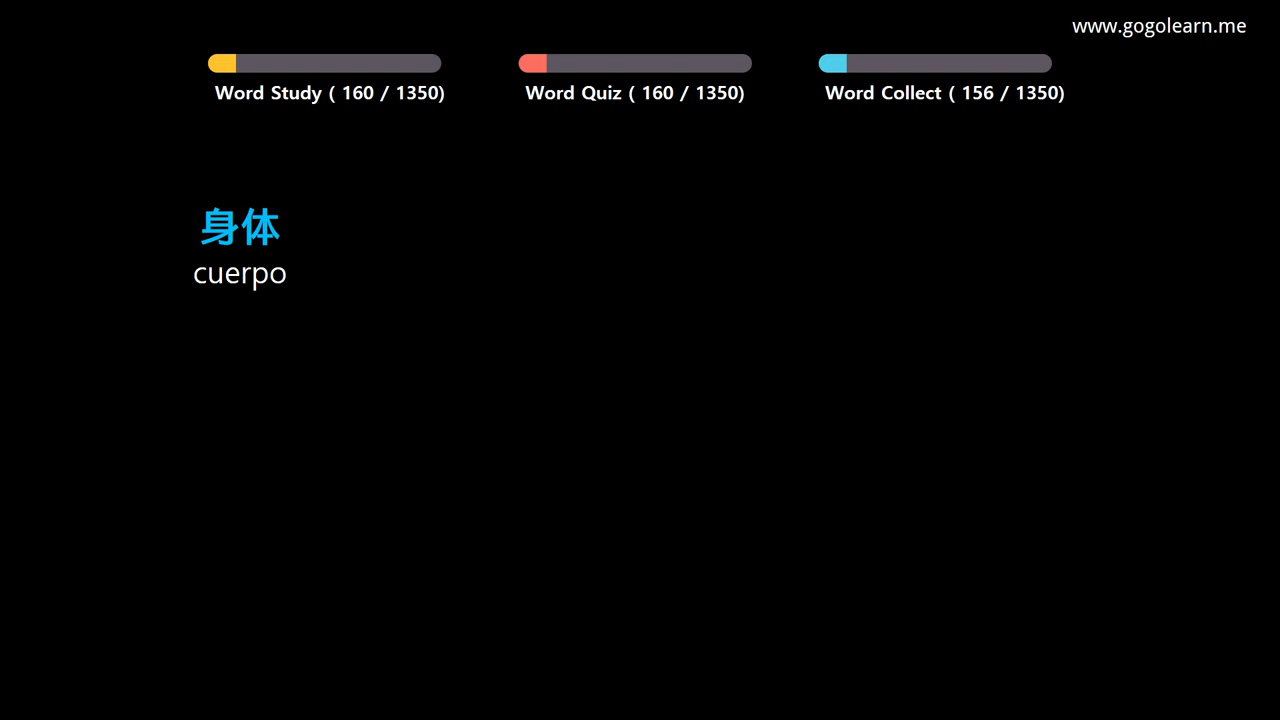 www.gogolearn.me
Word Study ( 160 / 1350)
Word Quiz ( 160 / 1350)
Word Collect ( 156 / 1350)
身体
cuerpo